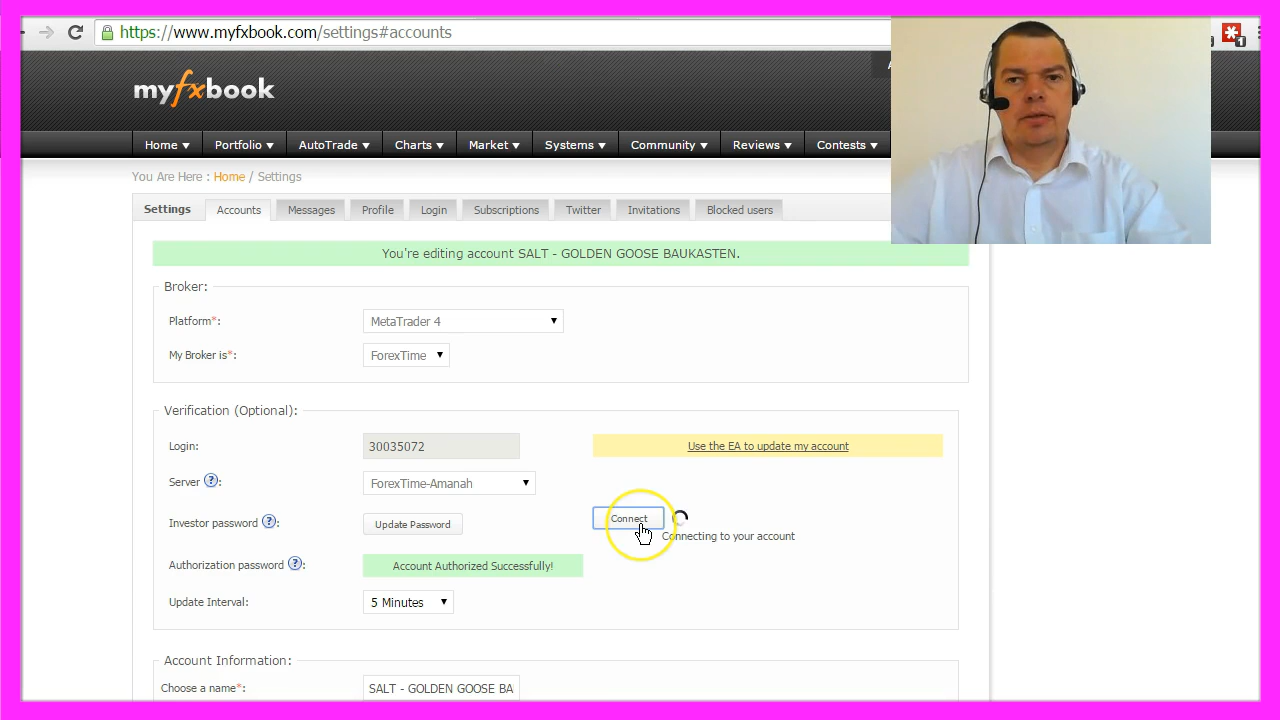 https://www.myfxbook.com/settings#accounts
1
myfxbook
Home ▼ Portfolio ▼ AutoTrade ▼ Charts ▼ Market ▼ Systems ▼ Community ▼ Reviews ▼ Contests ▼
You Are Here : Home / Settings
Settings Accounts Messages Profile Login Subscriptions Twitter Invitations Blocked users
You're editing account SALT - GOLDEN GOOSE BAUKASTEN.
Broker:
Platform*: MetaTrader 4
My Broker is*: ForexTime
Verification (Optional):
Login: 30035072 Use the EA to update my account
Server ?: ForexTime-Amanah
Investor password ?: Update Password Connect
Connecting to your account
Authorization password ?: Account Authorized Successfully!
Update Interval: 5 Minutes
Account Information:
Choose a name*: SALT - GOLDEN GOOSE BA